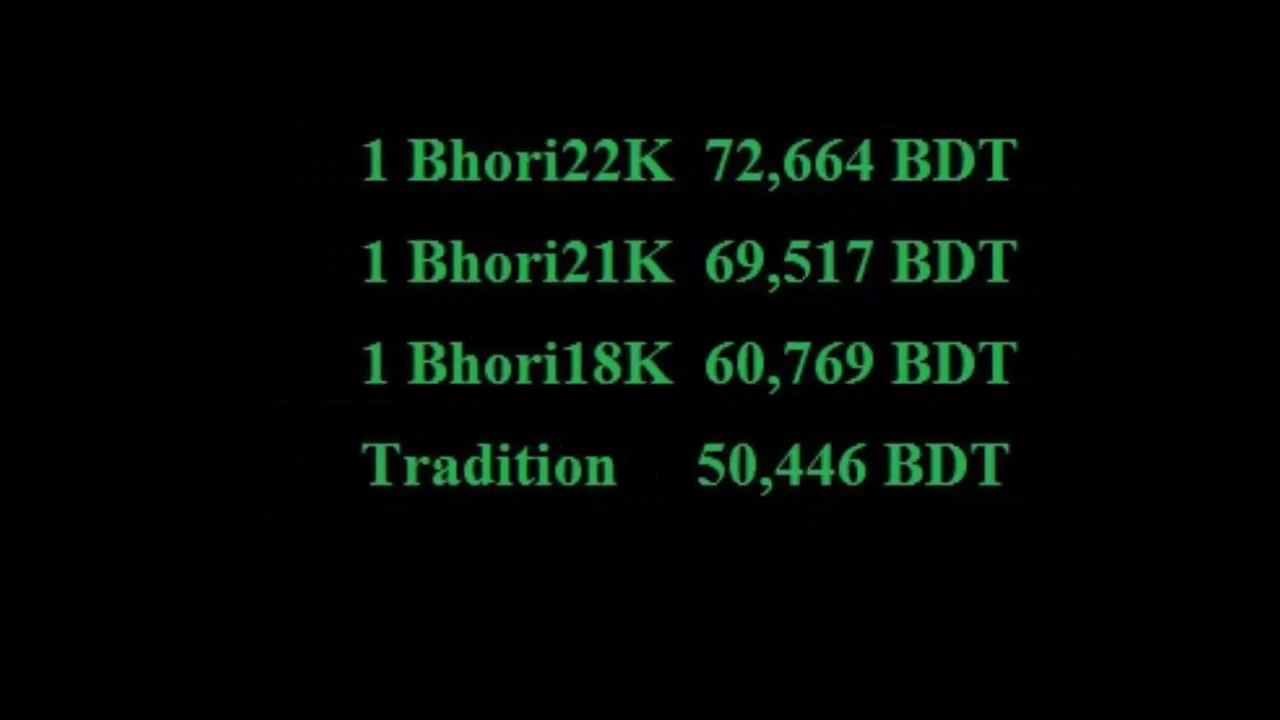 1 Bhori22K 72,664 BDT
1 Bhori21K 69,517 BDT
1 Bhori18K 60,769 BDT
Tradition 50,446 BDT